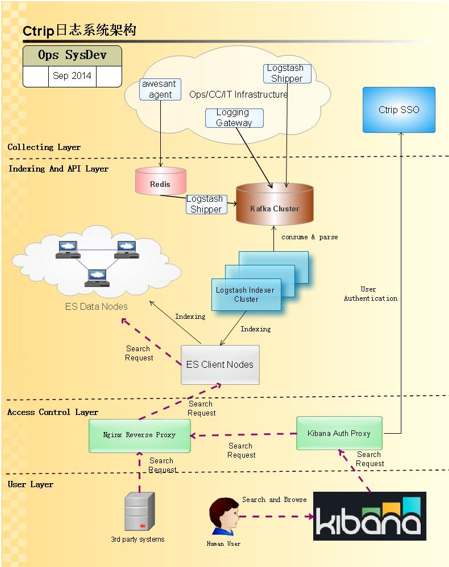 Ctrip日志系统架构
Ops SysDev
Sep 2014
Logstash
Shipper
awesant
agent
Ops/CC/IT Infrastructure
Logging
Gateway
Ctrip SSO
Collecting Layer
Indexing And API Layer
Redis
Logstash
Shipper
Kafka Cluster
consume & parse
Logstash Indexer
Cluster
ES Data Nodes
User
Authentication
Indexing
Indexing
Search
Request
ES Client Nodes
Search
Request
Access Control Layer
Nginx Reverse Proxy
Kibana Auth Proxy
Search
Request
Search
Request
Search
Request
User Layer
Search and Browse
kibana
3rd party systems
Human User